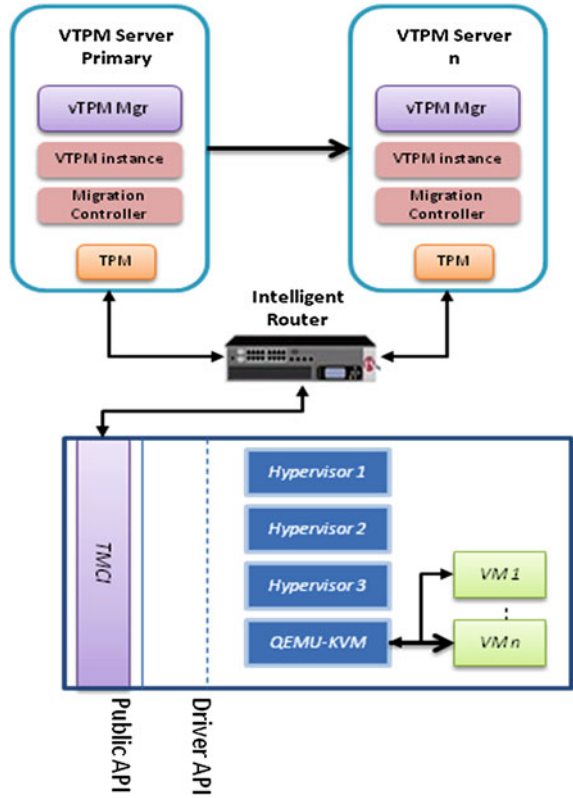 VTPM Server
Primary
vTPM Mgr
VTPM instance
Migration
Controller
TPM
VTPM Server
n
vTPM Mgr
VTPM instance
Migration
Controller
TPM
Intelligent
Router
TMCI
Hypervisor 1
Hypervisor 2
Hypervisor 3
QEMU-KVM
VM 1
VM n
Public API
Driver API